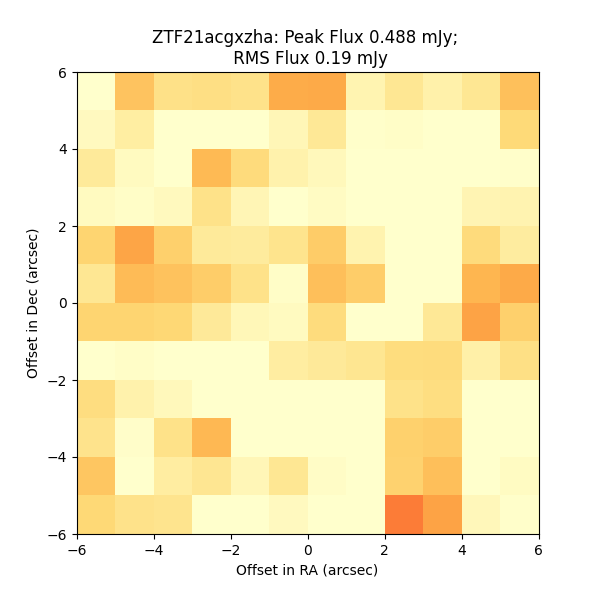 ZTF21acgxzha: Peak Flux 0.488 mJy;
RMS Flux 0.19 mJy
6
4
2
0
−2
−4
−6
Offset in Dec (arcsec)
−6 −4 −2 0 2 4 6
Offset in RA (arcsec)